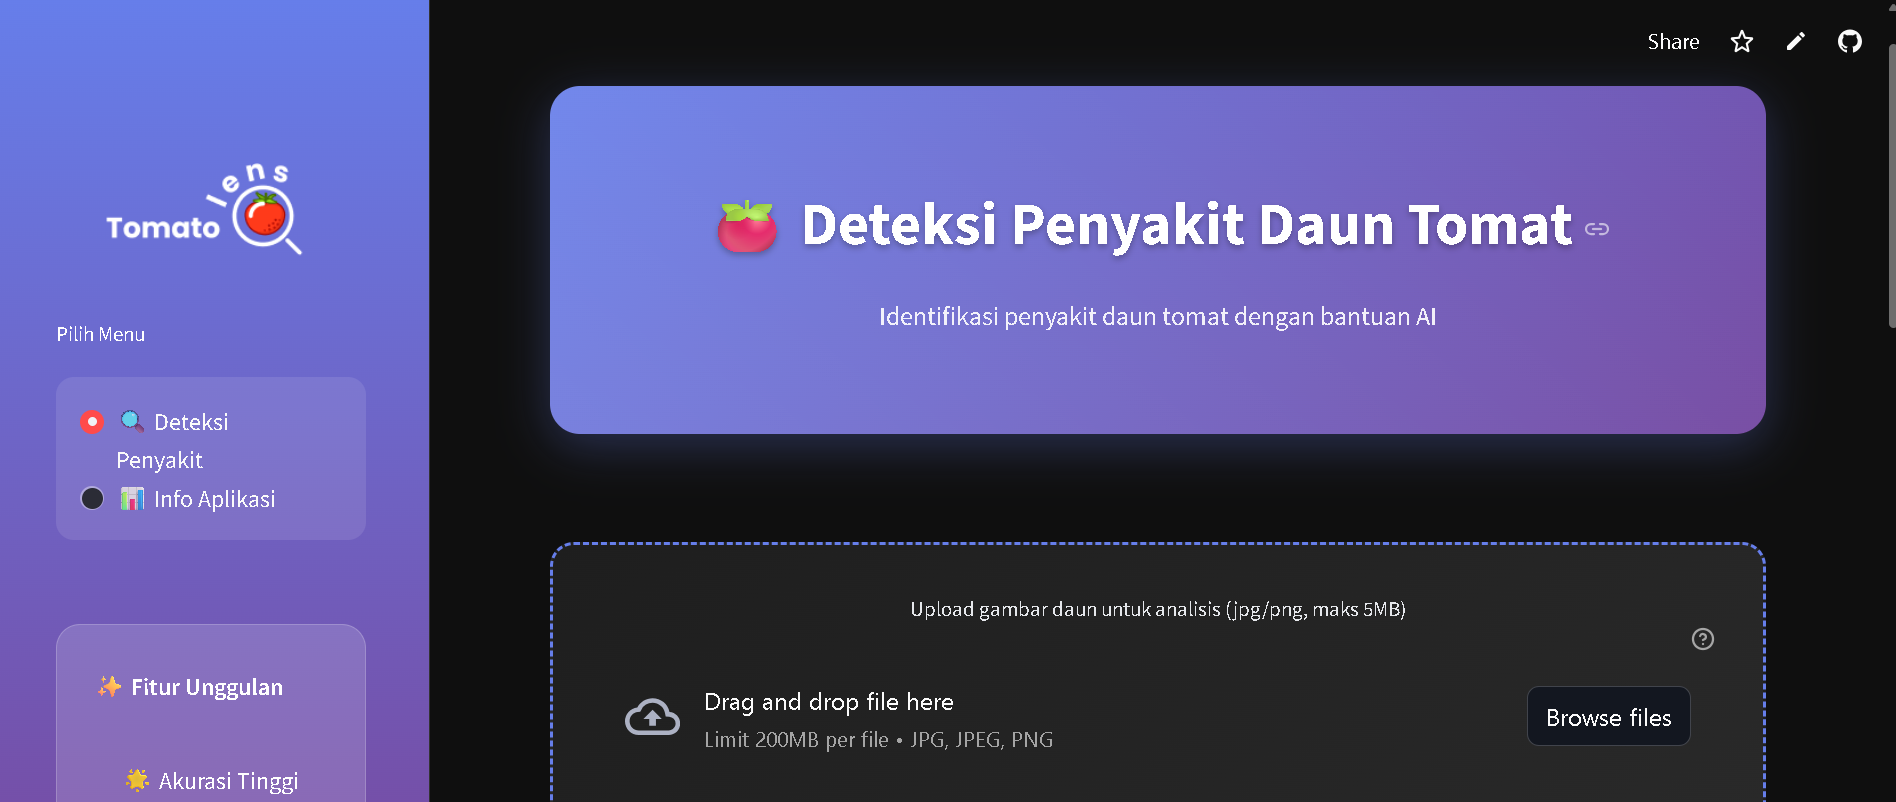 Share
Tomato lens
Pilih Menu
Deteksi
Penyakit
Info Aplikasi
Fitur Unggulan
Akurasi Tinggi
Deteksi Penyakit Daun Tomat
Identifikasi penyakit daun tomat dengan bantuan AI
Upload gambar daun untuk analisis (jpg/png, maks 5MB)
Drag and drop file here
Limit 200MB per file • JPG, JPEG, PNG
Browse files